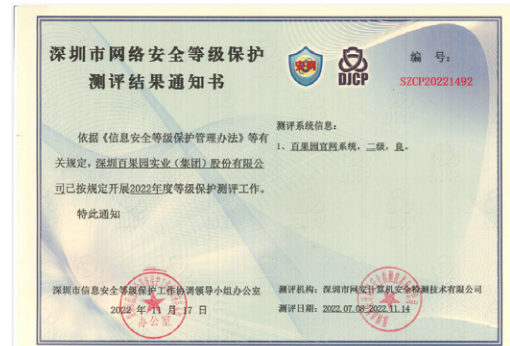 深圳市网络安全等级保护
测评结果通知书
安网
DJCP
编 号：
SZCP20221492
依据《信息安全等级保护管理办法》等有
关规定，深圳百果园实业（集团）股份有限公
司已按规定开展2022年度等级保护测评工作。
特此通知
测评系统信息：
1、百果园官网系统，二级，良。
深圳市信息安全等级保护工作协调领导小组办公室
2022 年 11 月 17 日
办公室
测评机构：深圳市网安计算机安全检测技术有限公司
测评日期：2022.07.08-2022.11.14